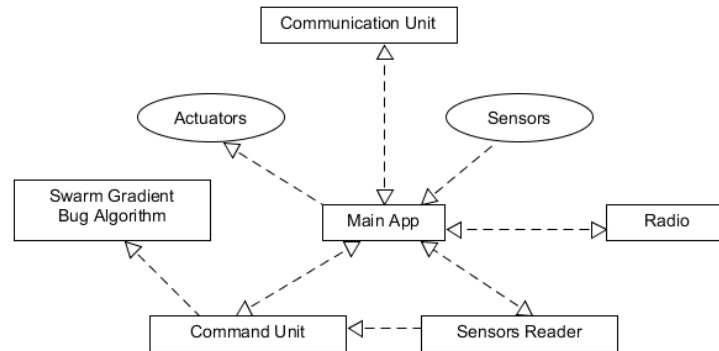 Communication Unit
Actuators
Sensors
Swarm Gradient
Bug Algorithm
Main App
Radio
Command Unit
Sensors Reader